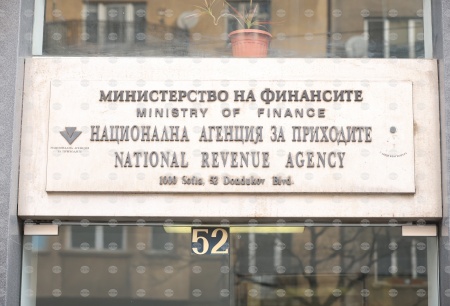 МИНИСТЕРСТВО НА ФИНАНСИТЕ
MINISTRY OF FINANCE
НАЦИОНАЛНА АГЕНЦИЯ ЗА ПРИХОДИТЕ
NATIONAL REVENUE AGENCY
1000 Sofia, 52 Dondukov Blvd.
52